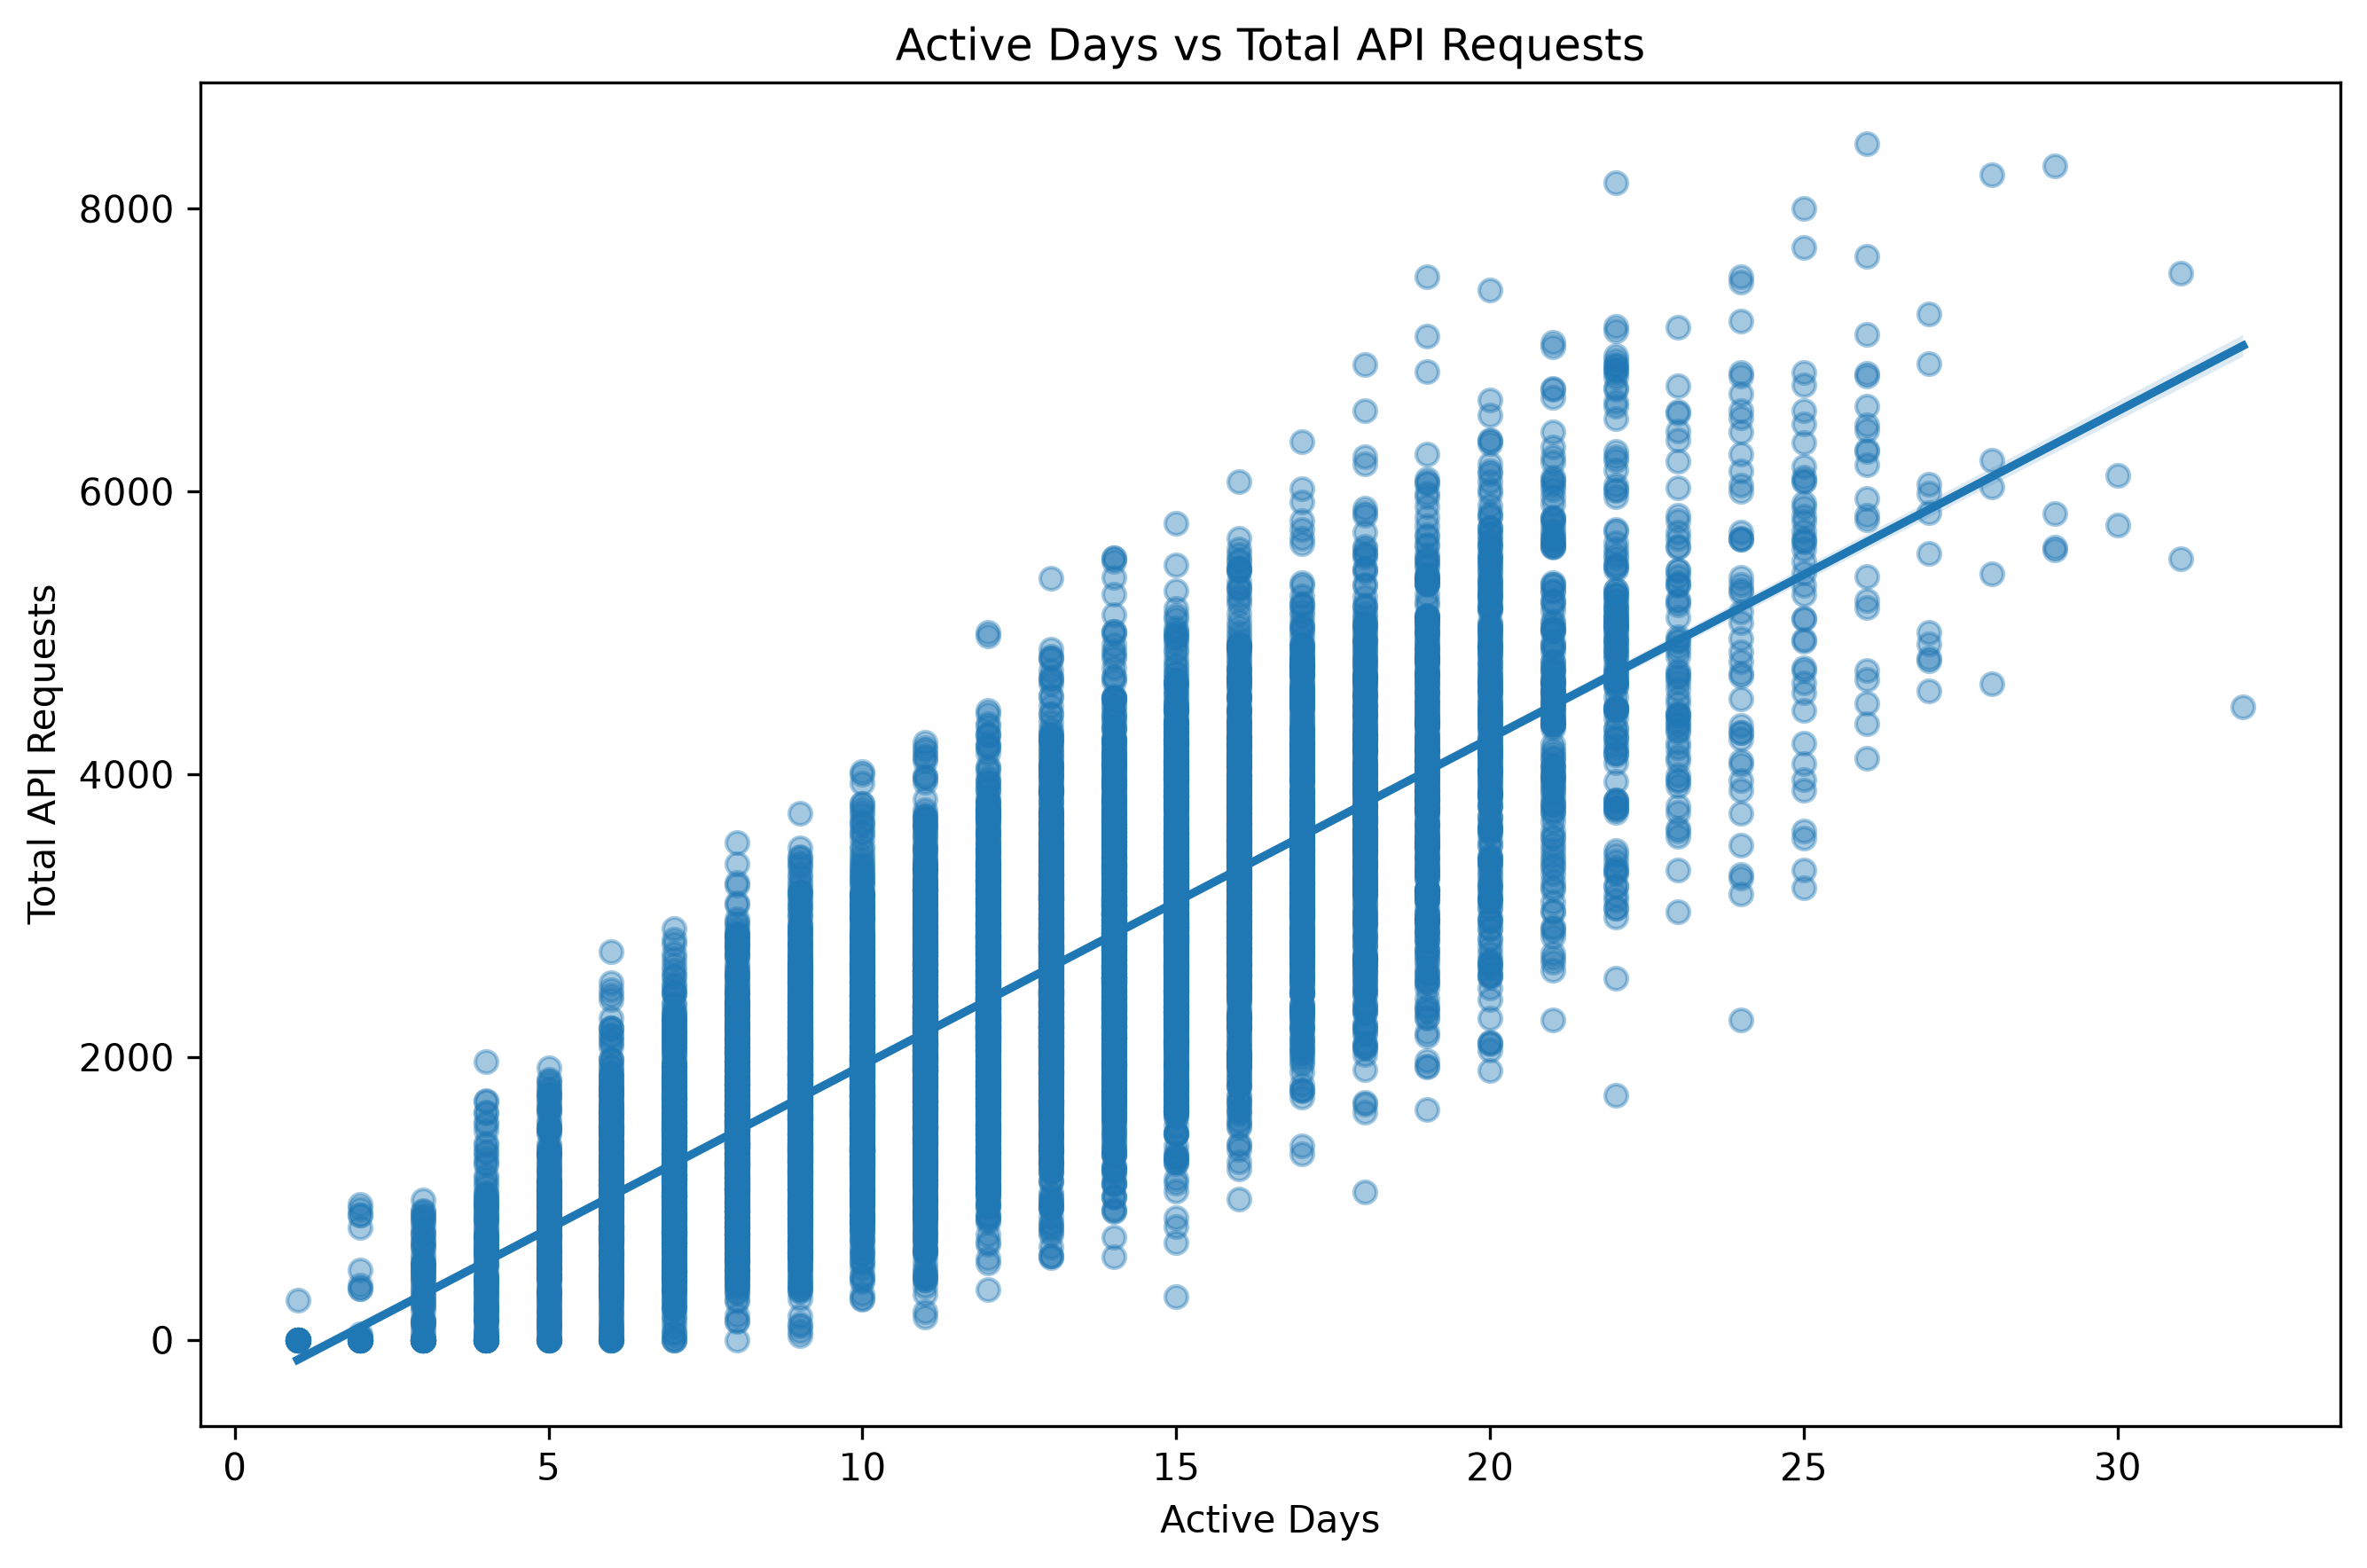 Active Days vs Total API Requests
Total API Requests
8000
6000
4000
2000
0
0 5 10 15 20 25 30
Active Days